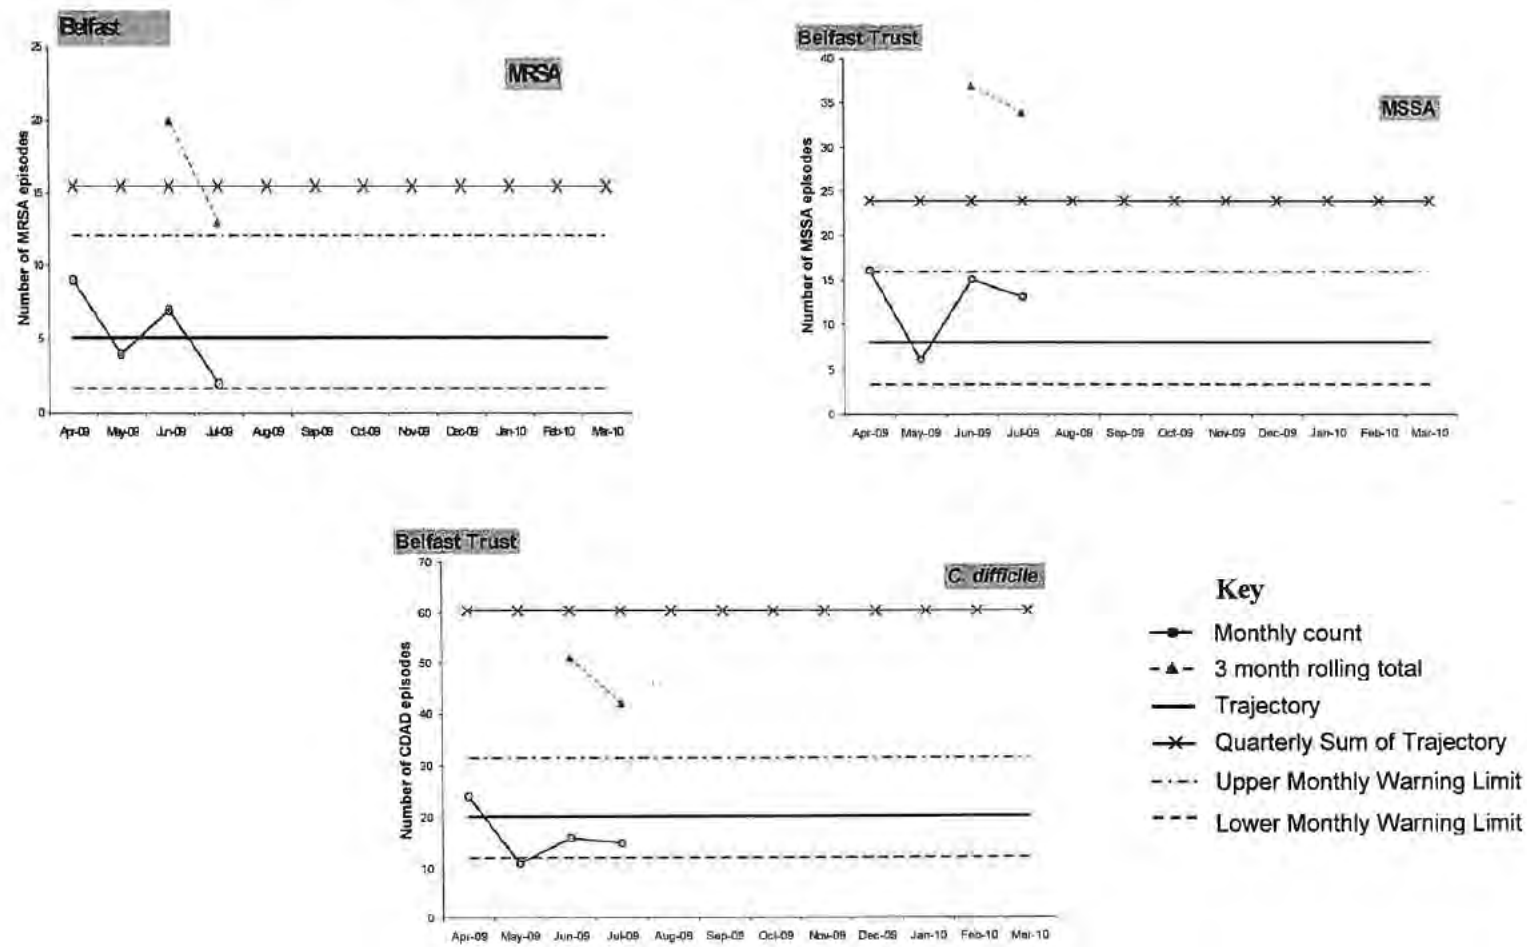 Belfast
MRSA
Number of MRSA episodes
25
20
15
10
5
0
Apr-09 May-09 Jun-09 Jul-09 Aug-09 Sep-09 Oct-09 Nov-09 Dec-09 Jan-10 Feb-10 Mar-10
Belfast Trust
MSSA
Number of MSSA episodes
40
35
30
25
20
15
10
5
0
Apr-09 May-09 Jun-09 Jul-09 Aug-09 Sep-09 Oct-09 Nov-09 Dec-09 Jan-10 Feb-10 Mar-10
Belfast Trust
C. difficile
Number of CDAD episodes
70
60
50
40
30
20
10
0
Apr-09 May-09 Jun-09 Jul-09 Aug-09 Sep-09 Oct-09 Nov-09 Dec-09 Jan-10 Feb-10 Mar-10
Key
Monthly count
3 month rolling total
Trajectory
Quarterly Sum of Trajectory
Upper Monthly Warning Limit
Lower Monthly Warning Limit